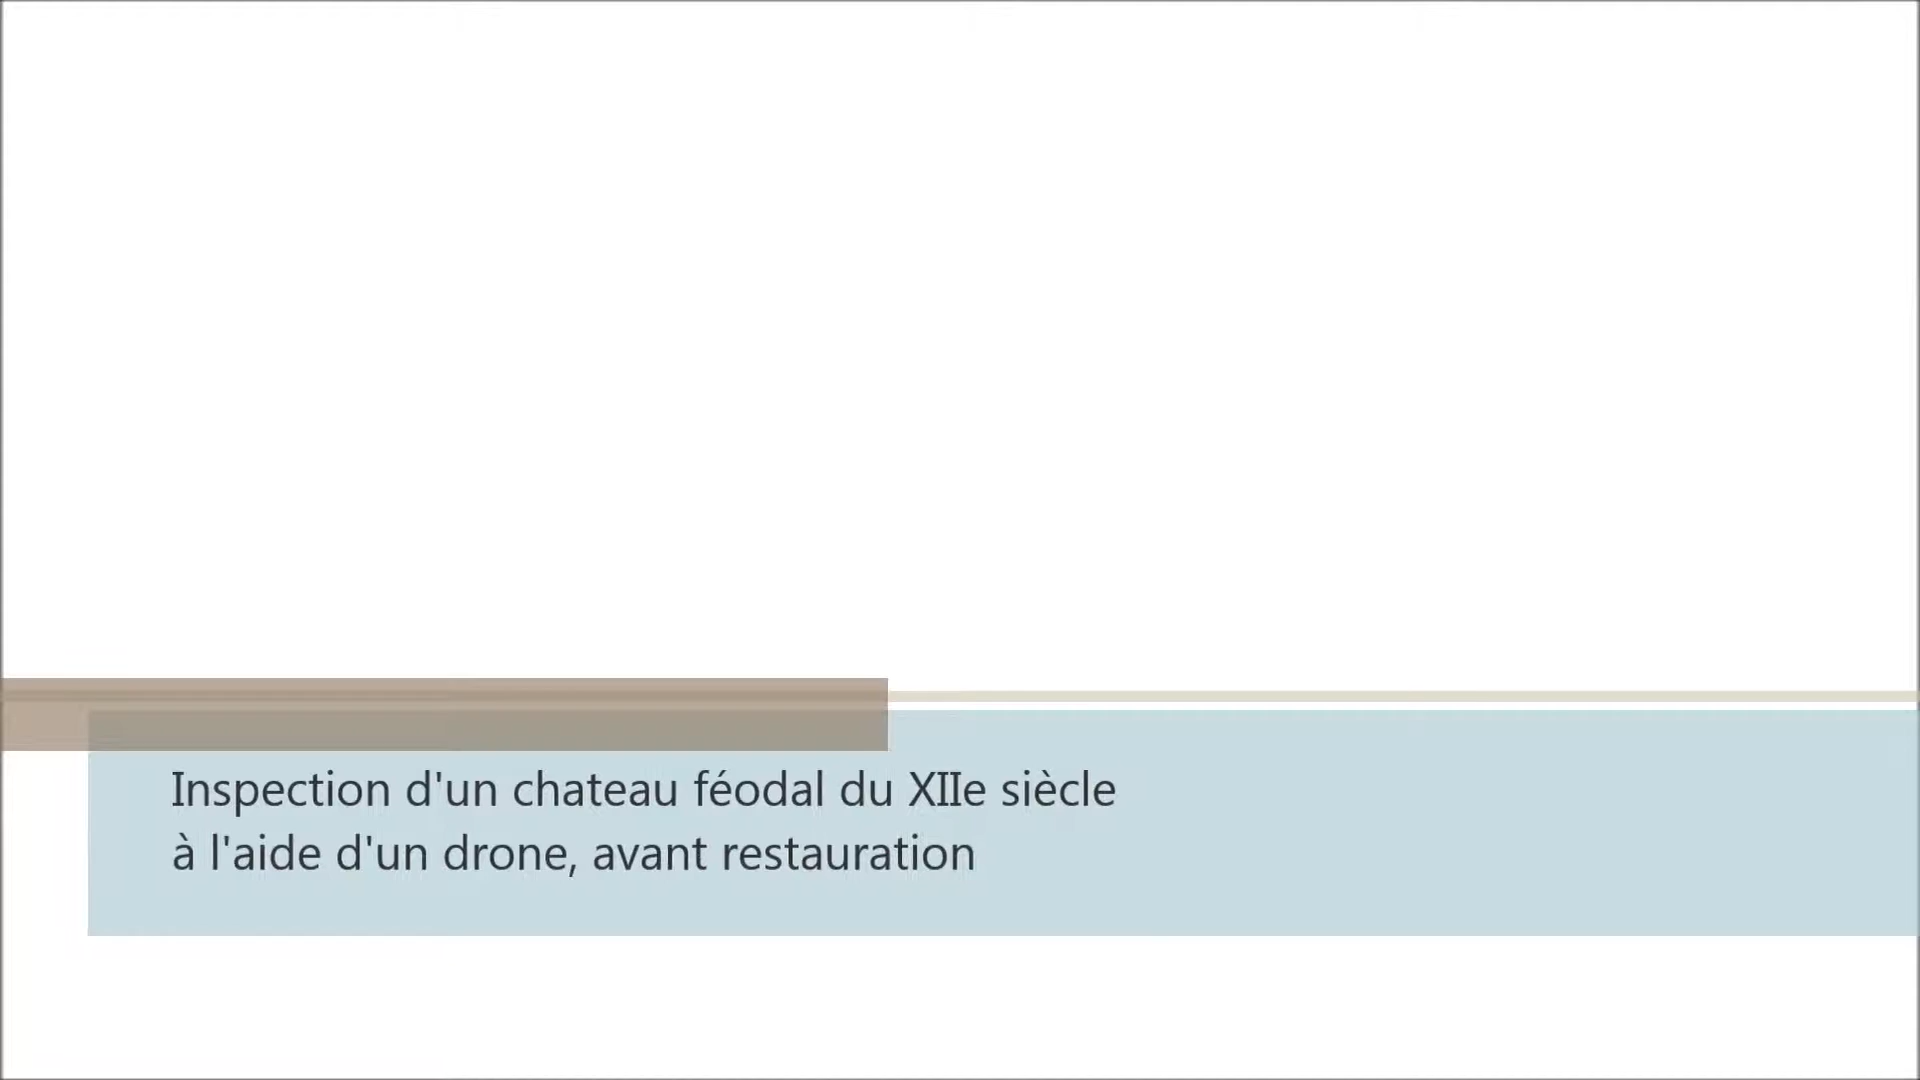 Inspection d'un chateau féodal du XIIe siècle
à l'aide d'un drone, avant restauration